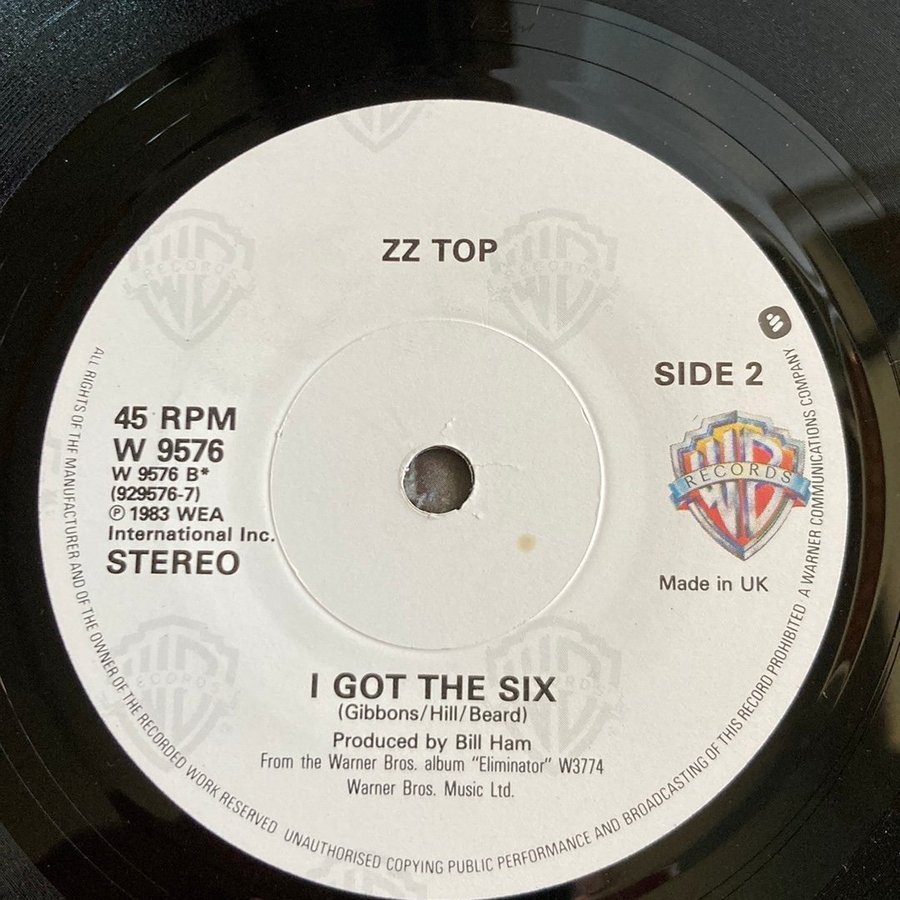 ZZ TOP
SIDE 2
45 RPM
W 9576
W 9576 B*
(929576-7)
℗ 1983 WEA
International Inc.
STEREO
WB
RECORDS
Made in UK
I GOT THE SIX
(Gibbons/Hill/Beard)
Produced by Bill Ham
From the Warner Bros. album "Eliminator" W3774
Warner Bros. Music Ltd.
ALL RIGHTS OF THE MANUFACTURER AND OF THE OWNER OF THE RECORDED WORK RESERVED UNAUTHORISED COPYING PUBLIC PERFORMANCE AND BROADCASTING OF THIS RECORD PROHIBITED A WARNER COMMUNICATIONS COMPANY